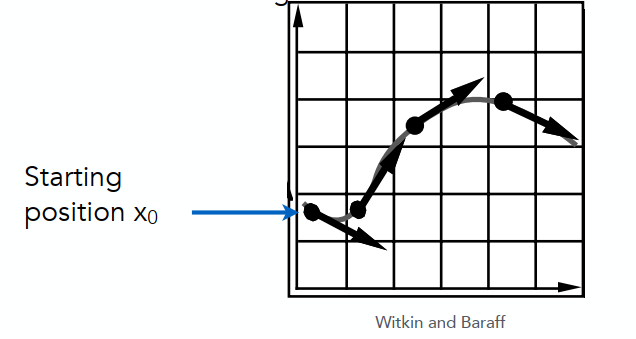 Starting
position x₀
Witkin and Baraff